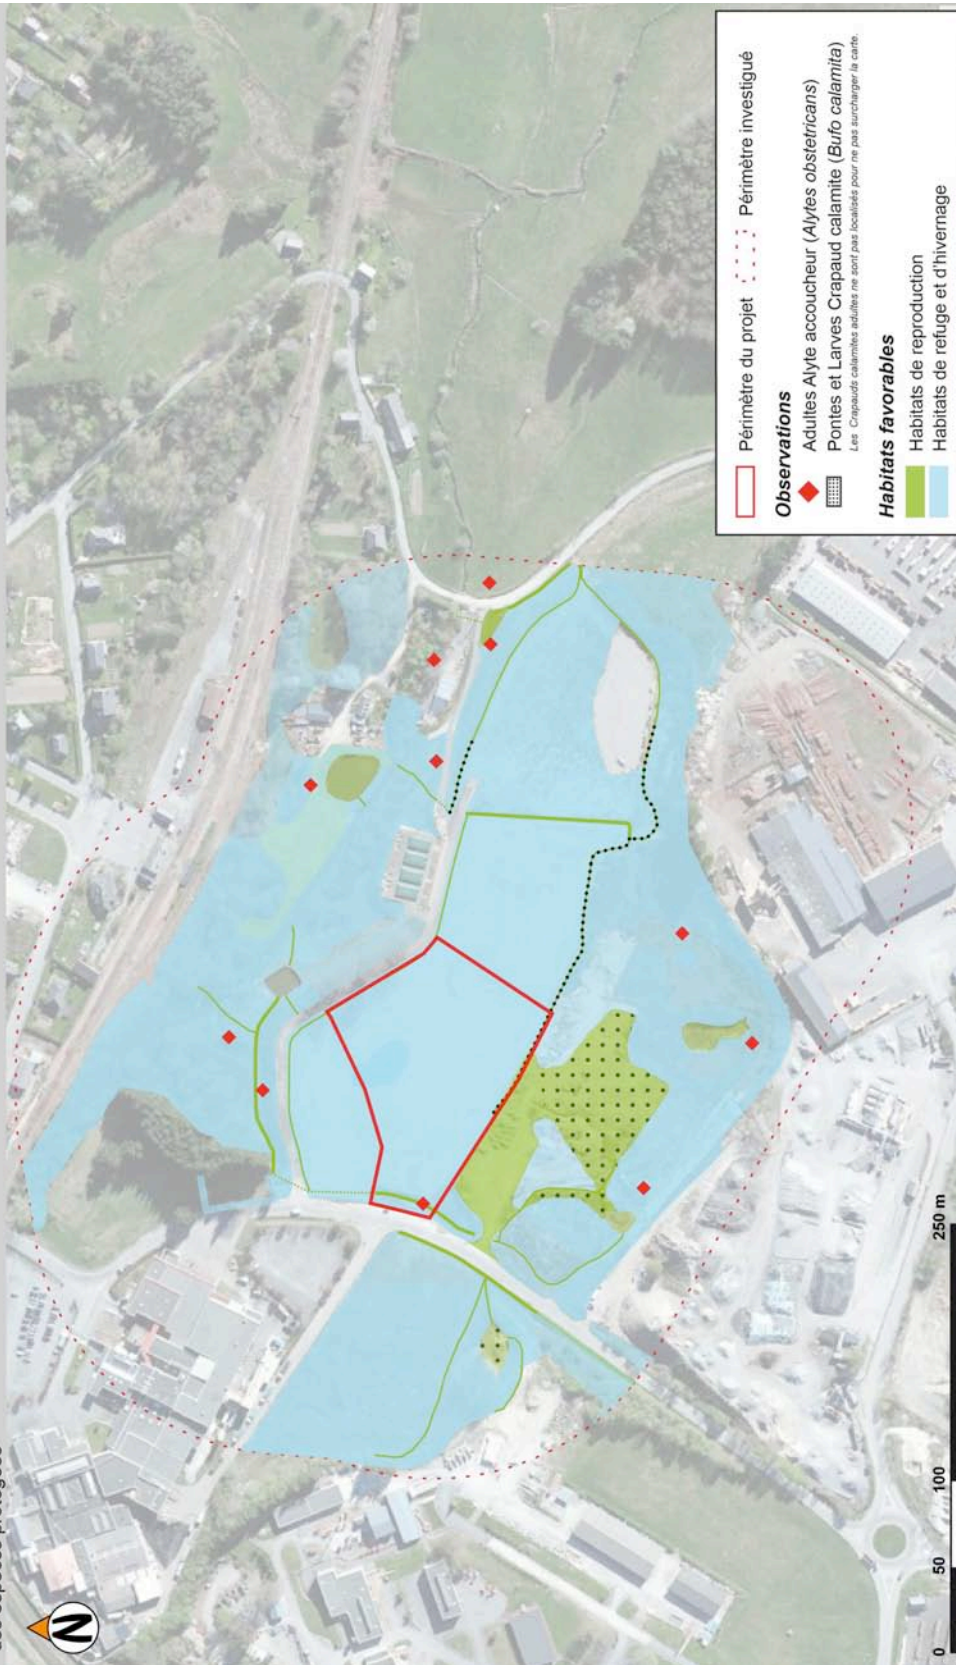 N
Périmètre du projet
Périmètre investigué
Observations
Adultes Alyte accoucheur (Alytes obstetricans)
Pontes et Larves Crapaud calamite (Bufo calamita)
Les Crapauds calamites adultes ne sont pas localisés pour ne pas surcharger la carte.
Habitats favorables
Habitats de reproduction
Habitats de refuge et d'hivernage
0 50 100 250 m